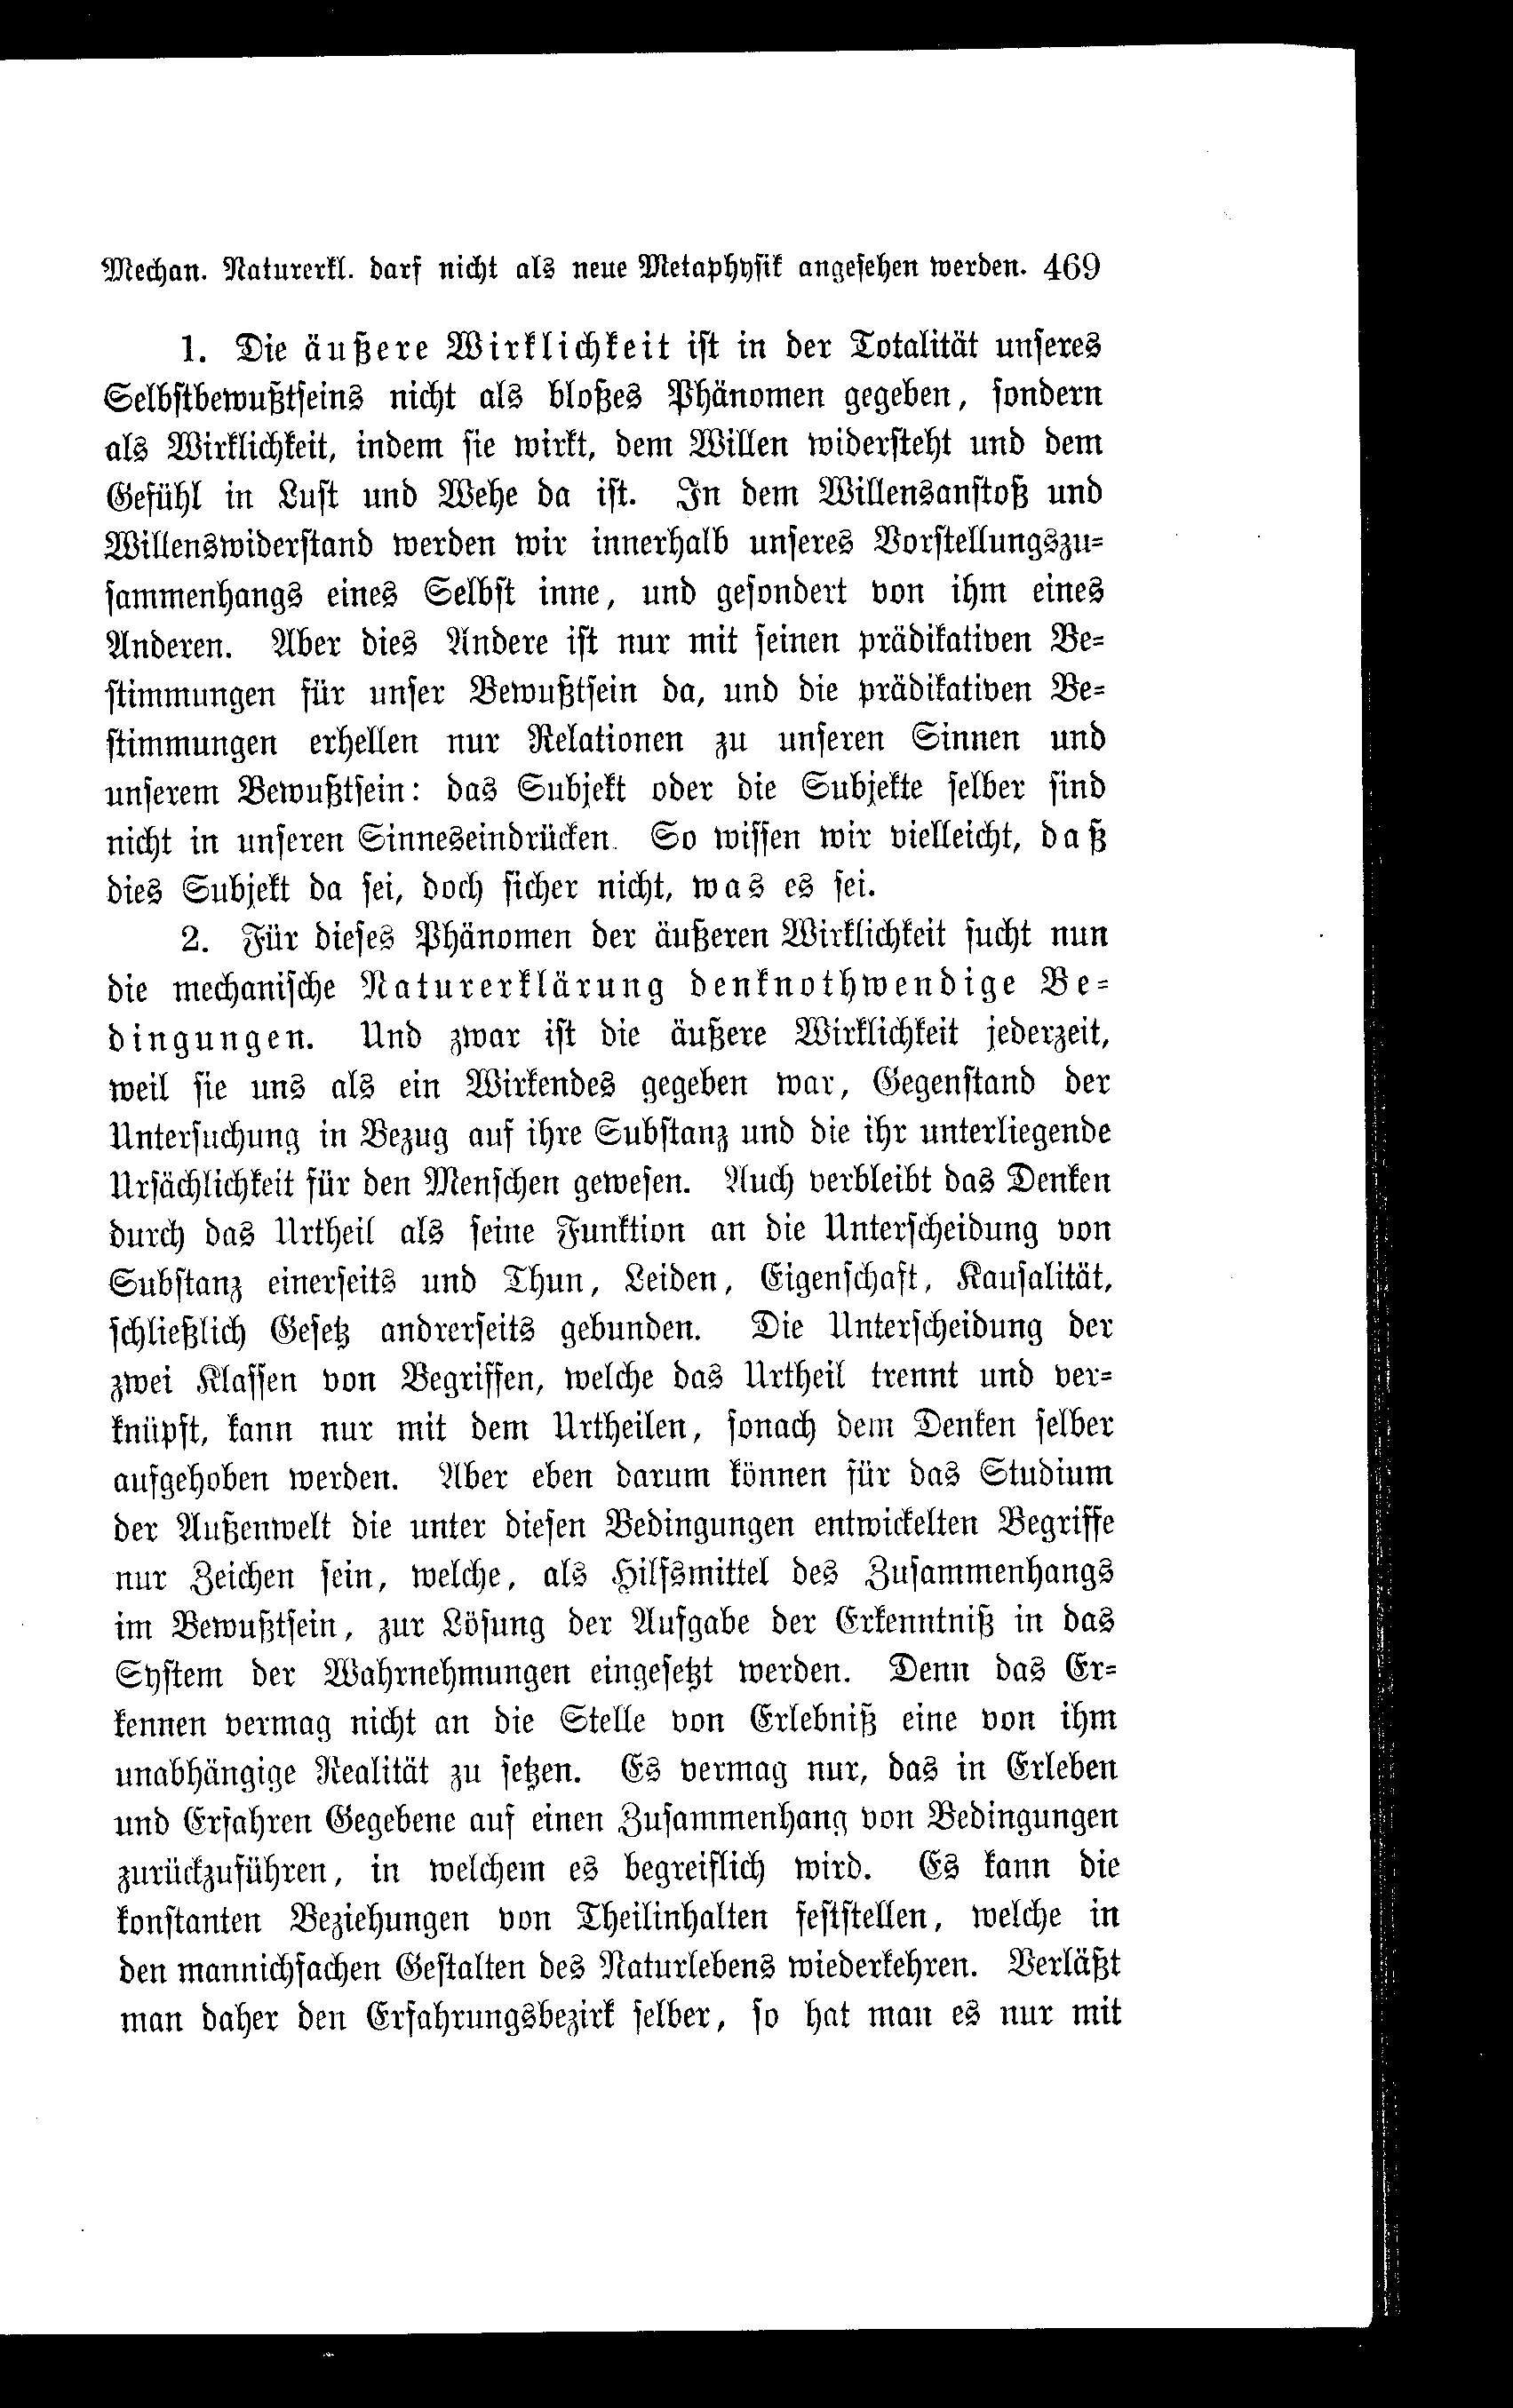 Mechan. Naturerkl. darf nicht als neue Metaphysik angesehen werden. 469
1. Die äußere Wirklichkeit ist in der Totalität unseres
Selbstbewußtseins nicht als bloßes Phänomen gegeben, sondern
als Wirklichkeit, indem sie wirkt, dem Willen widersteht und dem
Gefühl in Lust und Wehe da ist. In dem Willensanstoß und
Willenswiderstand werden wir innerhalb unseres Vorstellungszu-
sammenhangs eines Selbst inne, und gesondert von ihm eines
Anderen. Aber dies Andere ist nur mit seinen prädikativen Be-
stimmungen für unser Bewußtsein da, und die prädikativen Be-
stimmungen erhellen nur Relationen zu unseren Sinnen und
unserem Bewußtsein: das Subjekt oder die Subjekte selber sind
nicht in unseren Sinneseindrücken. So wissen wir vielleicht, daß
dies Subjekt da sei, doch sicher nicht, was es sei.
2. Für dieses Phänomen der äußeren Wirklichkeit sucht nun
die mechanische Naturerklärung denknothwendige Be-
dingungen. Und zwar ist die äußere Wirklichkeit jederzeit,
weil sie uns als ein Wirkendes gegeben war, Gegenstand der
Untersuchung in Bezug auf ihre Substanz und die ihr unterliegende
Ursächlichkeit für den Menschen gewesen. Auch verbleibt das Denken
durch das Urtheil als seine Funktion an die Unterscheidung von
Substanz einerseits und Thun, Leiden, Eigenschaft, Kausalität,
schließlich Gesetz andrerseits gebunden. Die Unterscheidung der
zwei Klassen von Begriffen, welche das Urtheil trennt und ver-
knüpft, kann nur mit dem Urtheilen, sonach dem Denken selber
aufgehoben werden. Aber eben darum können für das Studium
der Außenwelt die unter diesen Bedingungen entwickelten Begriffe
nur Zeichen sein, welche, als Hilfsmittel des Zusammenhangs
im Bewußtsein, zur Lösung der Aufgabe der Erkenntniß in das
System der Wahrnehmungen eingesetzt werden. Denn das Er-
kennen vermag nicht an die Stelle von Erlebniß eine von ihm
unabhängige Realität zu setzen. Es vermag nur, das in Erleben
und Erfahren Gegebene auf einen Zusammenhang von Bedingungen
zurückzuführen, in welchem es begreiflich wird. Es kann die
konstanten Beziehungen von Theilinhalten feststellen, welche in
den mannichfachen Gestalten des Naturlebens wiederkehren. Verläßt
man daher den Erfahrungsbezirk selber, so hat man es nur mit